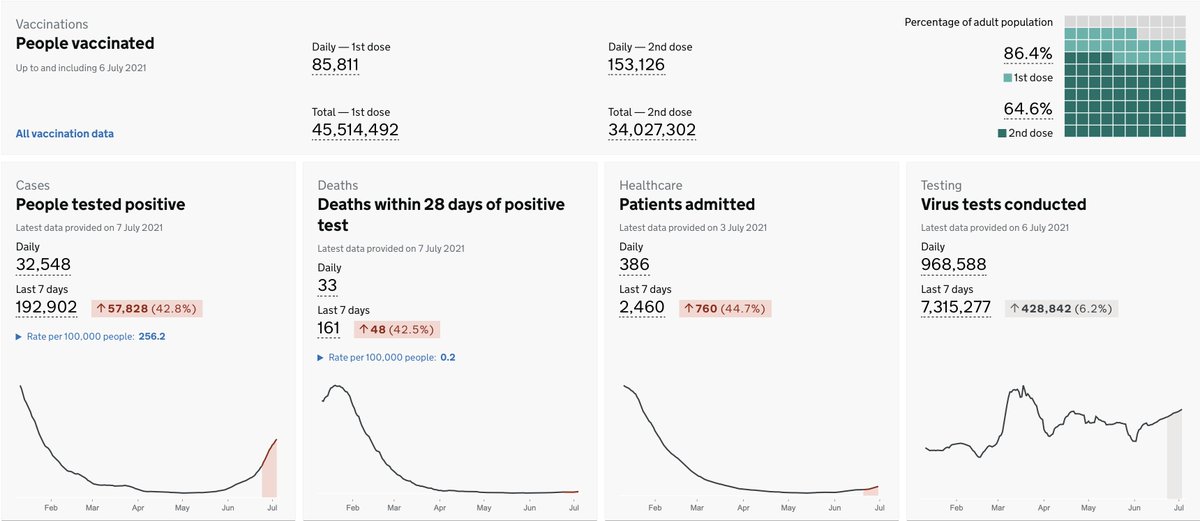 Vaccinations
People vaccinated
Up to and including 6 July 2021
All vaccination data
Daily — 1st dose
85,811
Total — 1st dose
45,514,492
Daily — 2nd dose
153,126
Total — 2nd dose
34,027,302
Percentage of adult population
86.4%
1st dose
64.6%
2nd dose
Cases
People tested positive
Latest data provided on 7 July 2021
Daily
32,548
Last 7 days
192,902 ↑57,828 (42.8%)
▶ Rate per 100,000 people: 256.2
Feb Mar Apr May Jun Jul
Deaths
Deaths within 28 days of positive
test
Latest data provided on 7 July 2021
Daily
33
Last 7 days
161 ↑48 (42.5%)
▶ Rate per 100,000 people: 0.2
Feb Mar Apr May Jun Jul
Healthcare
Patients admitted
Latest data provided on 3 July 2021
Daily
386
Last 7 days
2,460 ↑760 (44.7%)
Feb Mar Apr May Jun Jul
Testing
Virus tests conducted
Latest data provided on 6 July 2021
Daily
968,588
Last 7 days
7,315,277 ↑428,842 (6.2%)
Feb Mar Apr May Jun Jul